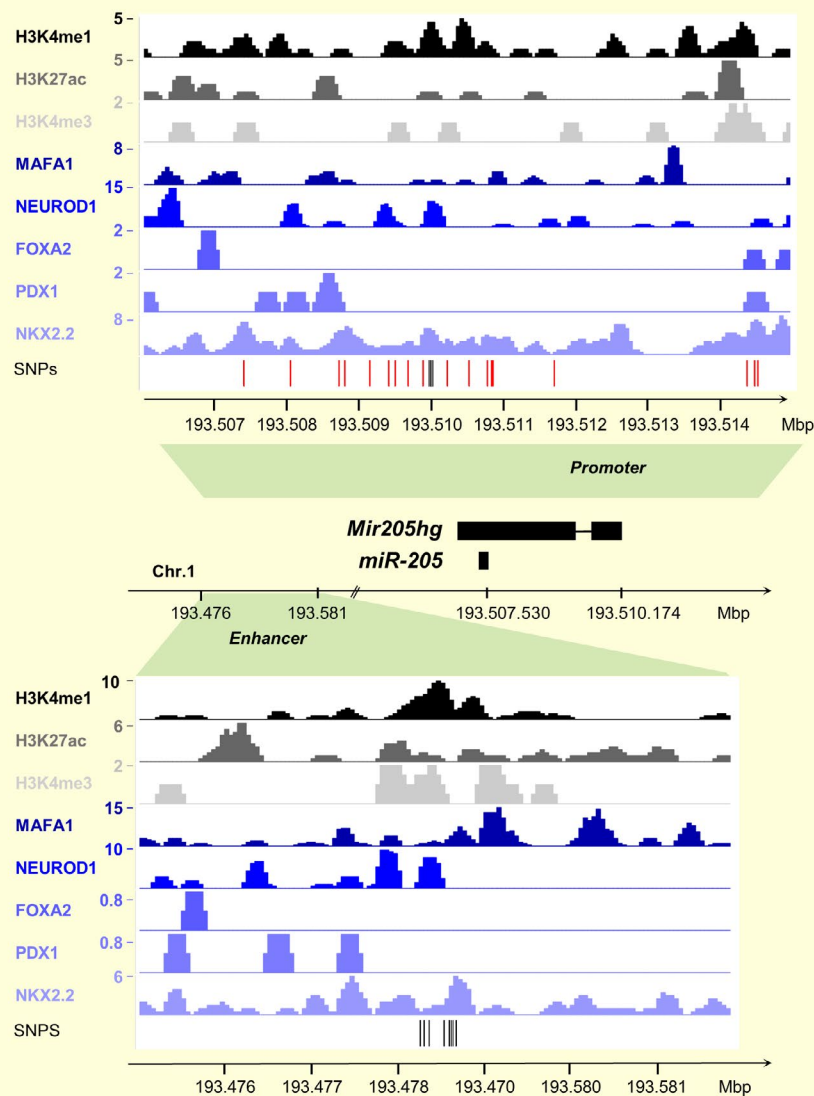 H3K4me1 5
H3K27ac 5
H3K4me3 2
MAFA1 8
NEUROD1 15
FOXA2 2
PDX1 2
NKX2.2 8
SNPs
193.507 193.508 193.509 193.510 193.511 193.512 193.513 193.514 Mbp
Promoter
Mir205hg
miR-205
Chr.1
193.476 193.581 // 193.507.530 193.510.174 Mbp
Enhancer
H3K4me1 10
H3K27ac 6
H3K4me3 2
MAFA1 15
NEUROD1 10
FOXA2 0.8
PDX1 0.8
NKX2.2 6
SNPS
193.476 193.477 193.478 193.470 193.580 193.581 Mbp